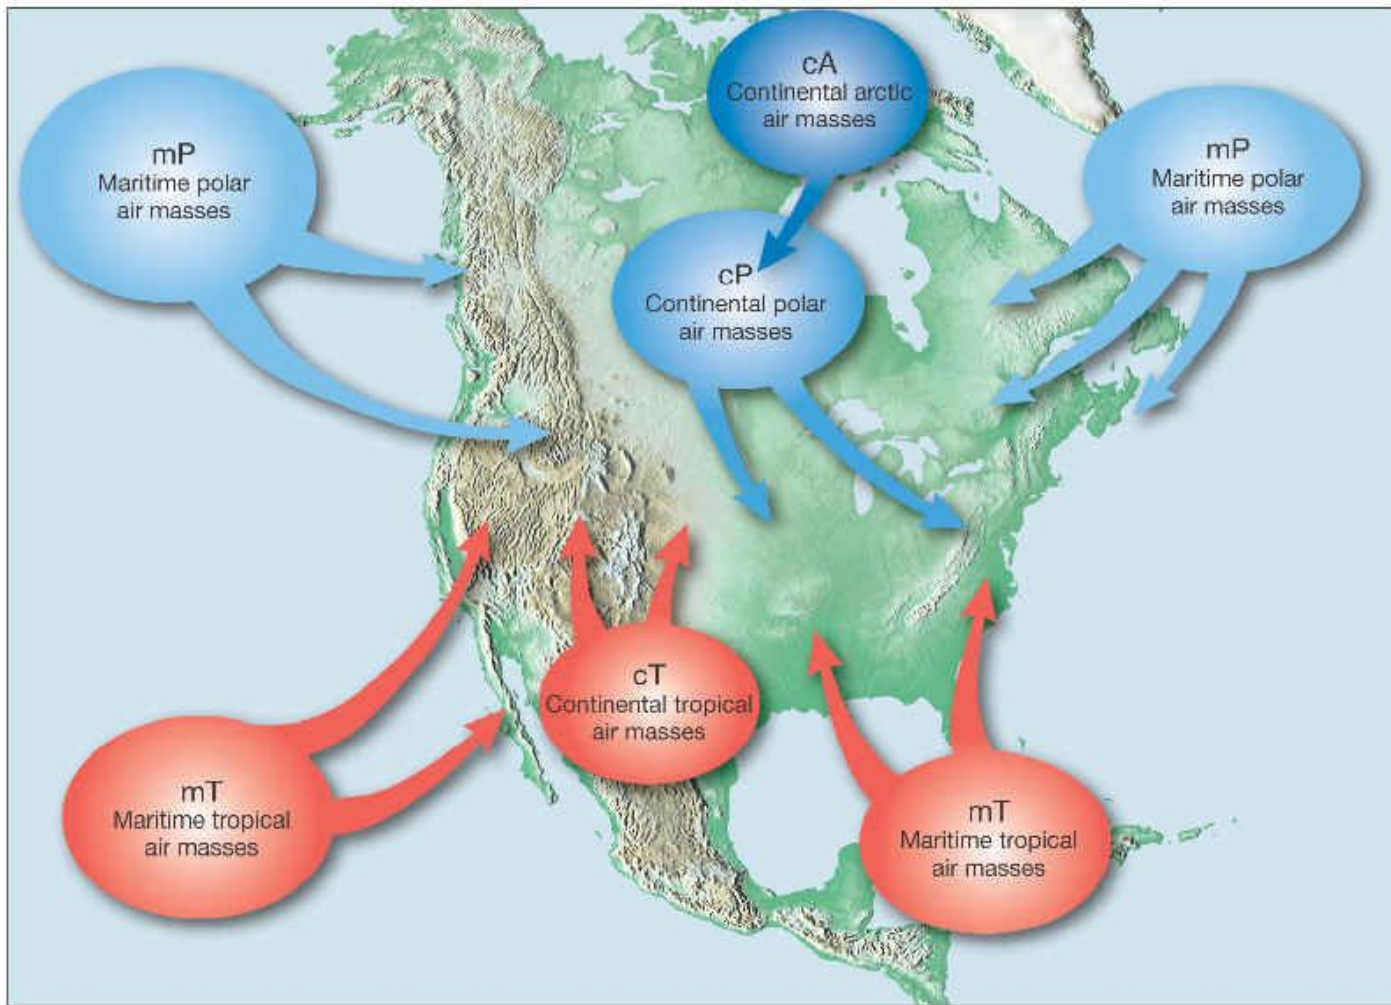 cA
Continental arctic
air masses
mP
Maritime polar
air masses
mP
Maritime polar
air masses
cP
Continental polar
air masses
cT
Continental tropical
air masses
mT
Maritime tropical
air masses
mT
Maritime tropical
air masses